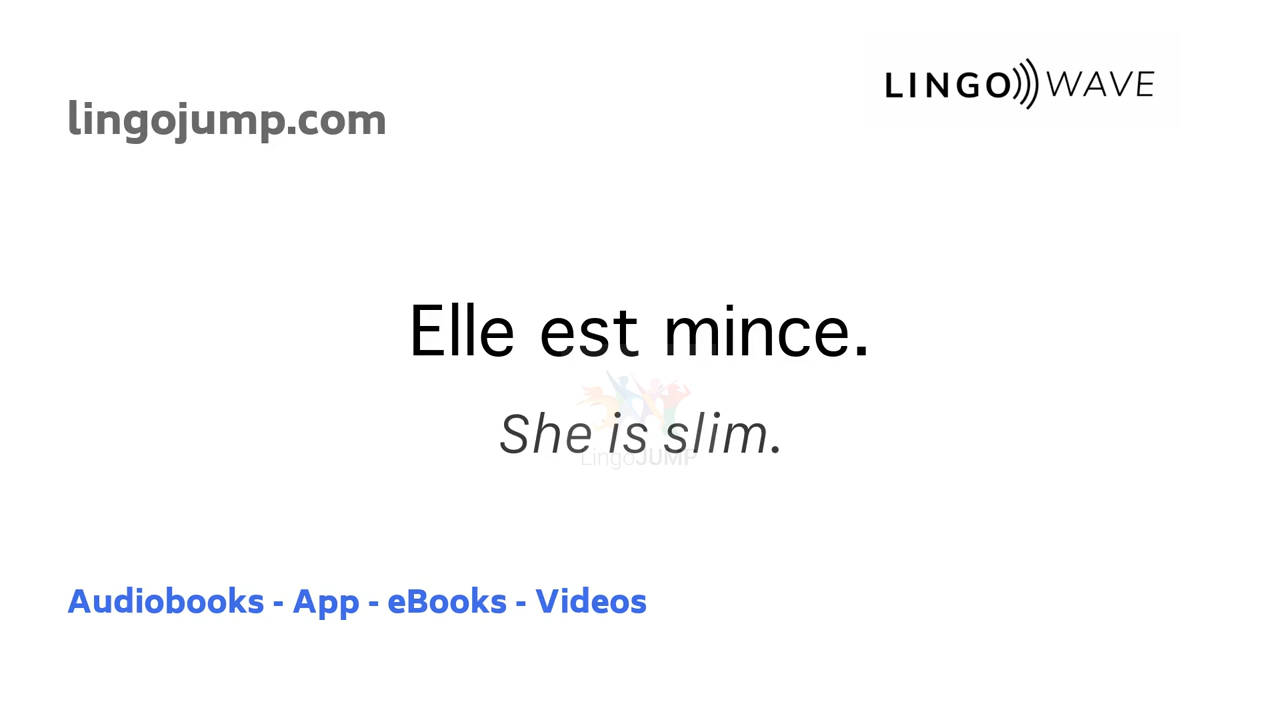 LINGO WAVE
lingojump.com
Elle est mince.
She is slim.
LingoJUMP
Audiobooks - App - eBooks - Videos